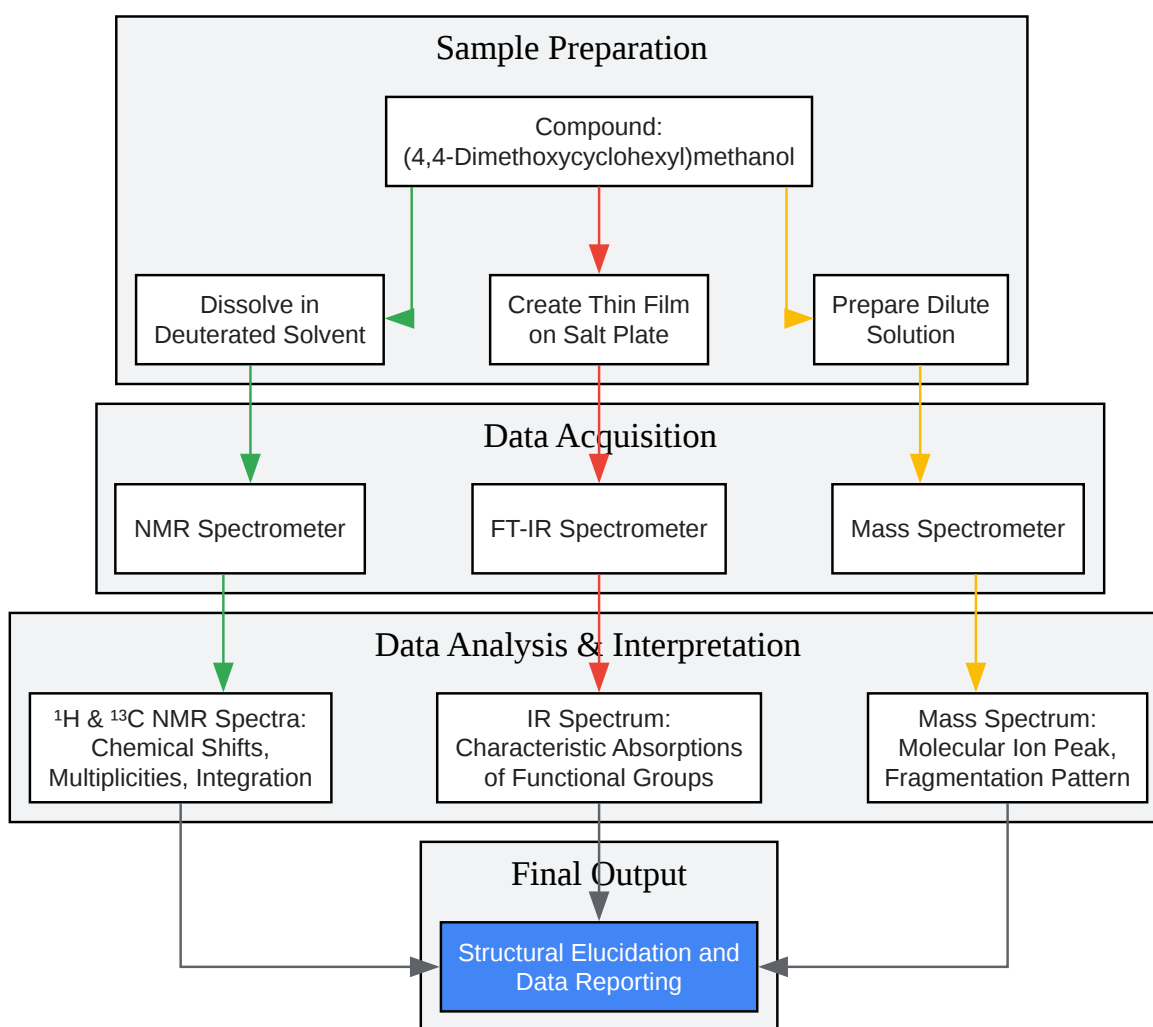 Sample Preparation
Compound:
(4,4-Dimethoxycyclohexyl)methanol
Dissolve in
Deuterated Solvent
Create Thin Film
on Salt Plate
Prepare Dilute
Solution
Data Acquisition
NMR Spectrometer
FT-IR Spectrometer
Mass Spectrometer
Data Analysis & Interpretation
¹H & ¹³C NMR Spectra:
Chemical Shifts,
Multiplicities, Integration
IR Spectrum:
Characteristic Absorptions
of Functional Groups
Mass Spectrum:
Molecular Ion Peak,
Fragmentation Pattern
Final Output
Structural Elucidation and
Data Reporting